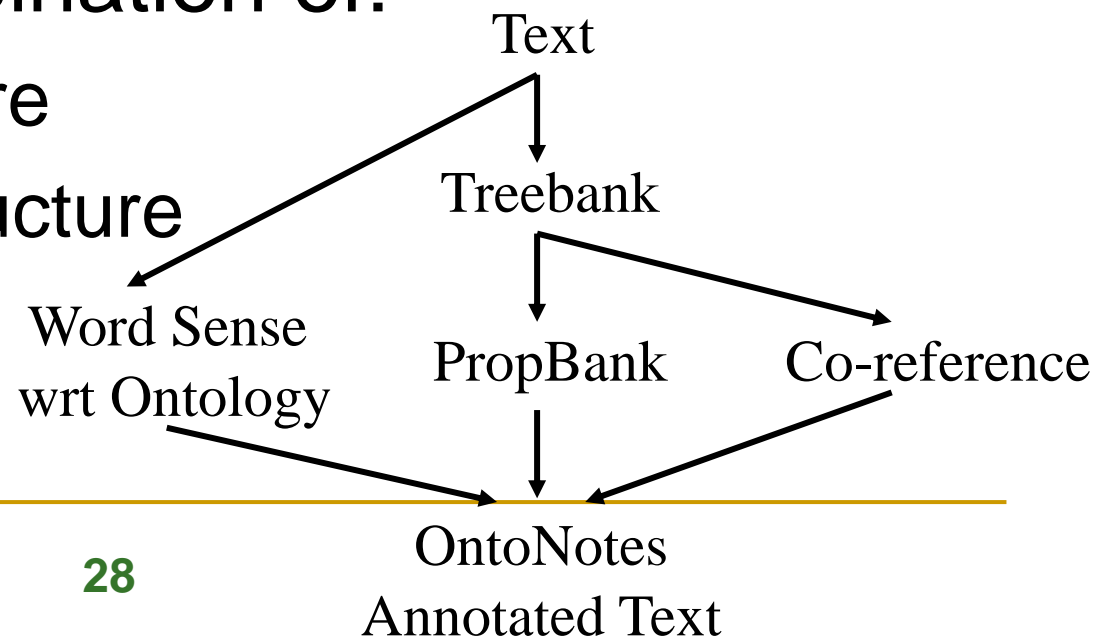 Text
Treebank
Word Sense
wrt Ontology
PropBank
Co-reference
OntoNotes
Annotated Text
28